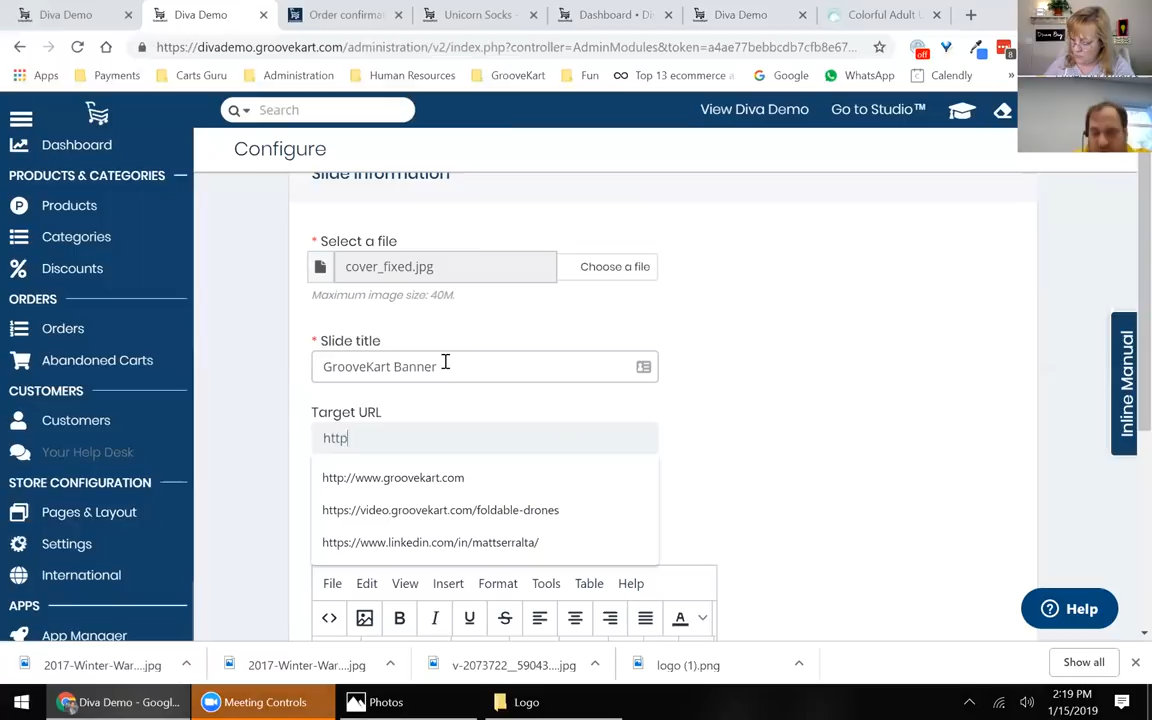 Diva Demo
Diva Demo
Order confirma
Unicorn Socks -
Dashboard • Di
Diva Demo
Colorful Adult
https://divademo.groovekart.com/administration/v2/index.php?controller=AdminModules&token=a4ae77bebbcdb7cfb8e67...
off
8
Apps
Payments
Carts Guru
Administration
Human Resources
GrooveKart
Fun
Top 13 ecommerce
Google
WhatsApp
Calendly
»
Search
View Diva Demo
Go to Studio™
Dashboard
PRODUCTS & CATEGORIES
Products
Categories
Discounts
ORDERS
Orders
Abandoned Carts
CUSTOMERS
Customers
Your Help Desk
STORE CONFIGURATION
Pages & Layout
Settings
International
APPS
App Manager
Configure
Slide information
* Select a file
cover_fixed.jpg
Choose a file
Maximum image size: 40M.
* Slide title
GrooveKart Banner
Target URL
http
http://www.groovekart.com
https://video.groovekart.com/foldable-drones
https://www.linkedin.com/in/mattserralta/
File Edit View Insert Format Tools Table Help
B I U S A
Inline Manual
Help
2017-Winter-War....jpg
2017-Winter-War....jpg
v-2073722__59043....jpg
logo (1).png
Show all
Diva Demo - Googl...
Meeting Controls
Photos
Logo
2:19 PM
1/15/2019